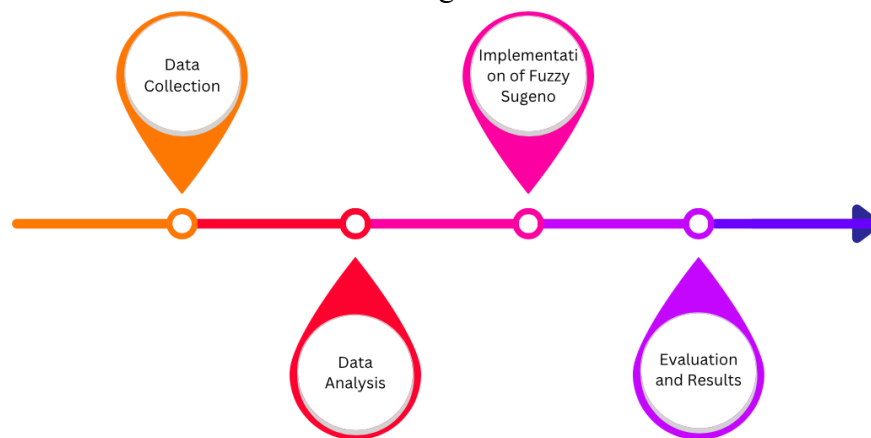 Data
Collection
Data
Analysis
Implementati
on of Fuzzy
Sugeno
Evaluation
and Results